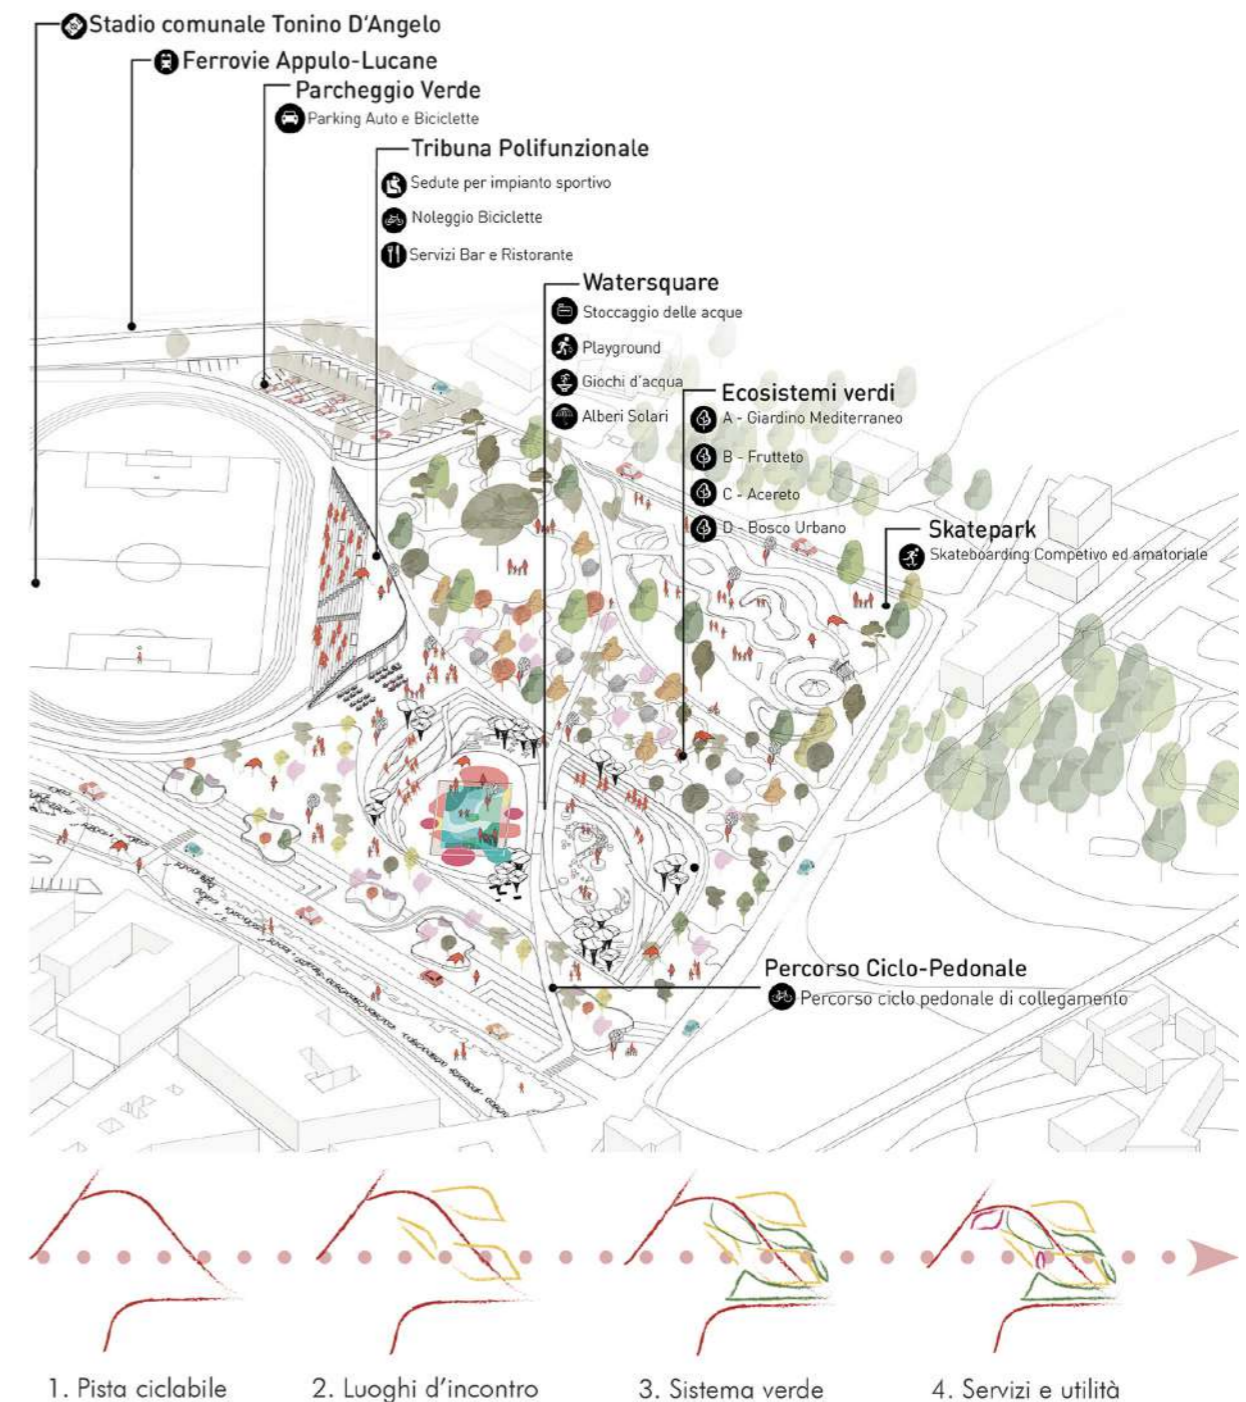 Stadio comunale Tonino D'Angelo
Ferrovie Appulo-Lucane
Parcheggio Verde
Parking Auto e Biciclette
Tribuna Polifunzionale
Sedute per impianto sportivo
Noleggio Biciclette
Servizi Bar e Ristorante
Watersquare
Stoccaggio delle acque
Playground
Giochi d'acqua
Alberi Solari
Ecosistemi verdi
A - Giardino Mediterraneo
B - Frutteto
C - Acereto
D - Bosco Urbano
Skatepark
Skateboarding Competivo ed amatoriale
Percorso Ciclo-Pedonale
Percorso ciclo pedonale di collegamento
1. Pista ciclabile
2. Luoghi d'incontro
3. Sistema verde
4. Servizi e utilità